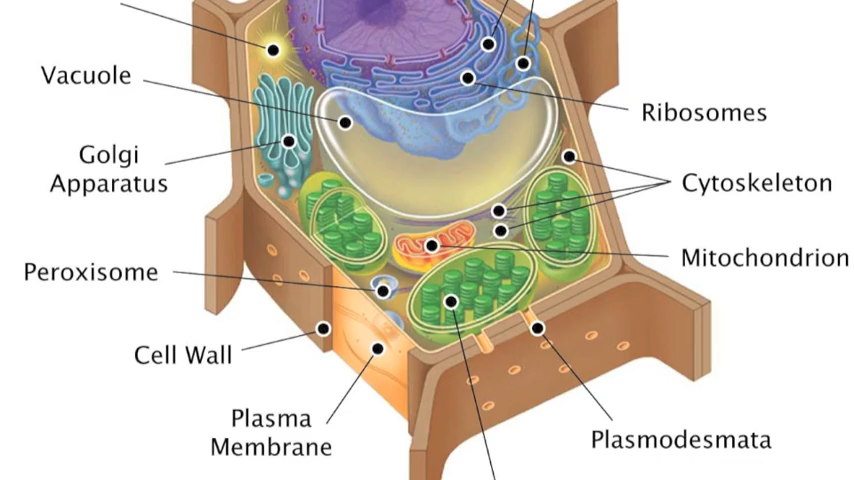 Vacuole
Ribosomes
Golgi
Apparatus
Cytoskeleton
Mitochondrion
Peroxisome
Cell Wall
Plasma
Membrane
Plasmodesmata